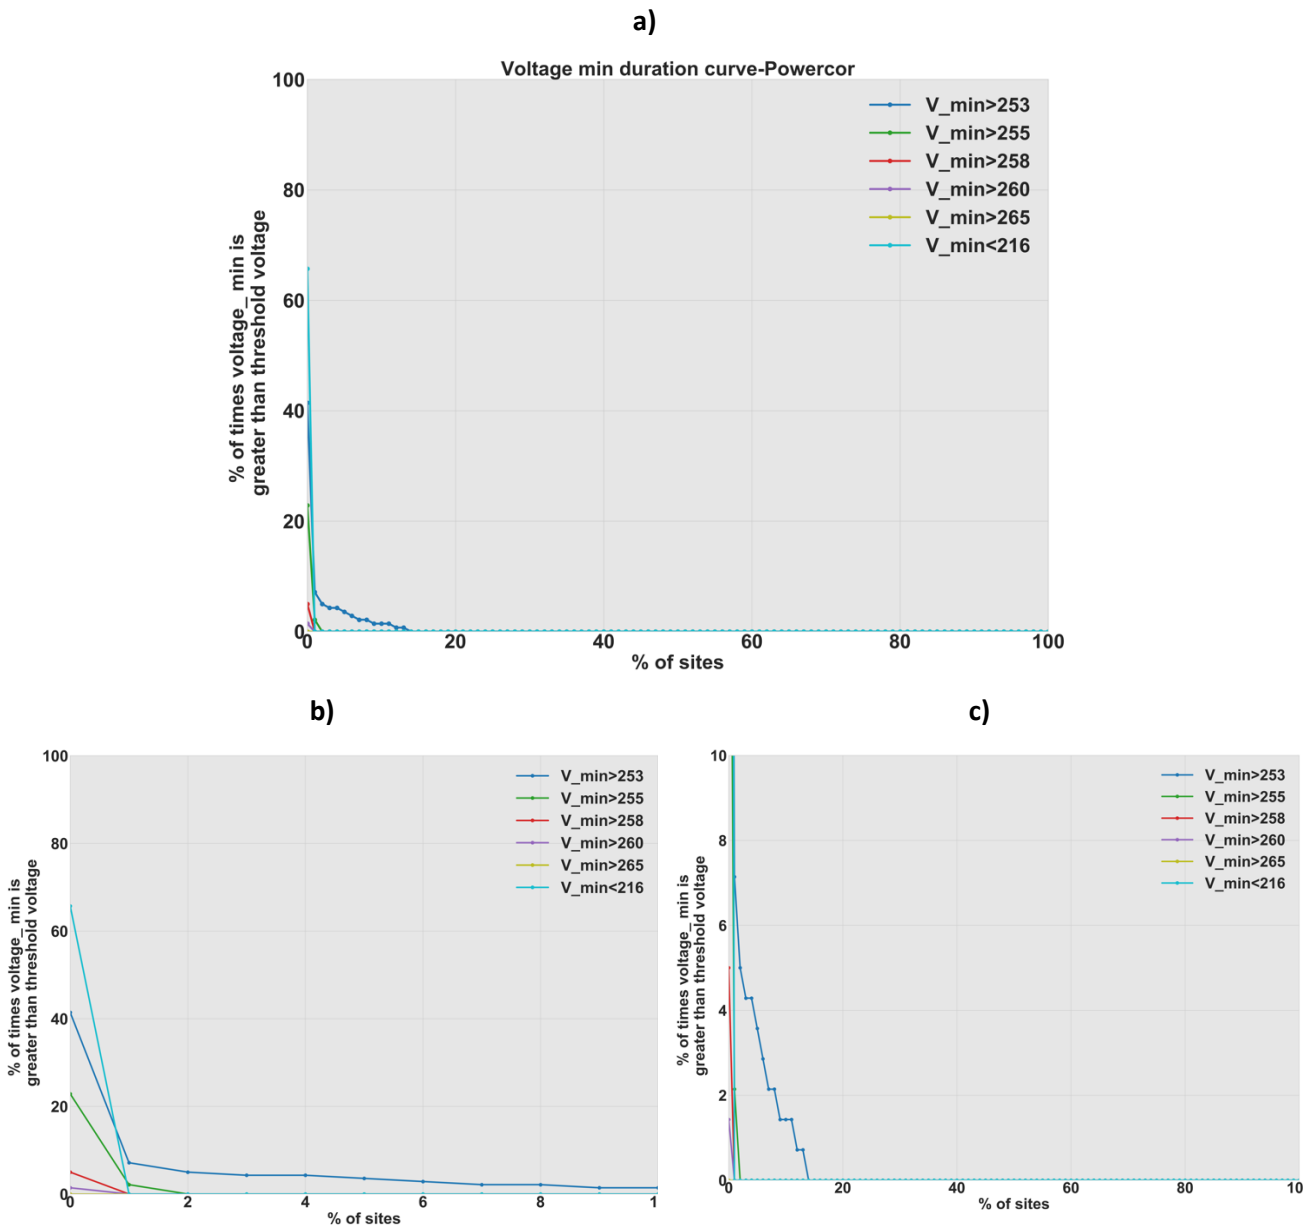 a)
Voltage min duration curve-Powercor
100
80
60
40
20
0
% of times voltage_ min is
greater than threshold voltage
V_min>253
V_min>255
V_min>258
V_min>260
V_min>265
V_min<216
0 20 40 60 80 100
% of sites
b)
100
80
60
40
20
0
% of times voltage_ min is
greater than threshold voltage
V_min>253
V_min>255
V_min>258
V_min>260
V_min>265
V_min<216
0 2 4 6 8 1
% of sites
c)
10
8
6
4
2
0
% of times voltage_min is
greater than threshold voltage
V_min>253
V_min>255
V_min>258
V_min>260
V_min>265
V_min<216
0 20 40 60 80 10
% of sites